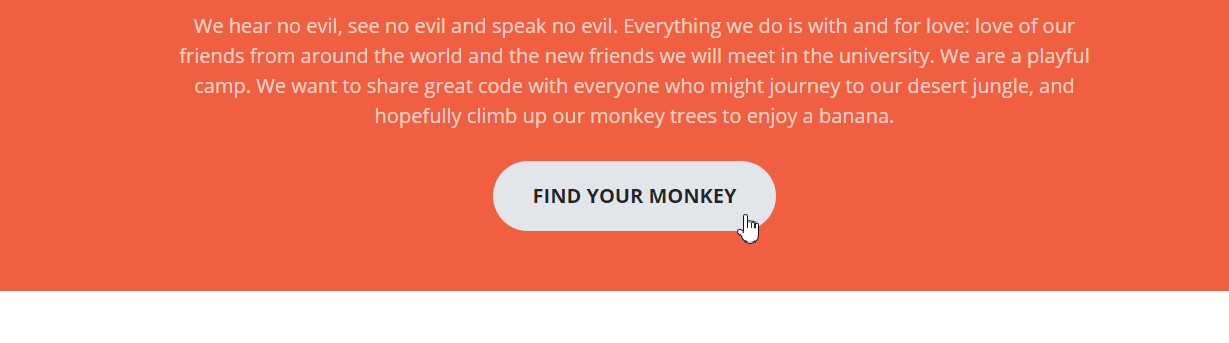 We hear no evil, see no evil and speak no evil. Everything we do is with and for love: love of our
friends from around the world and the new friends we will meet in the university. We are a playful
camp. We want to share great code with everyone who might journey to our desert jungle, and
hopefully climb up our monkey trees to enjoy a banana.
FIND YOUR MONKEY